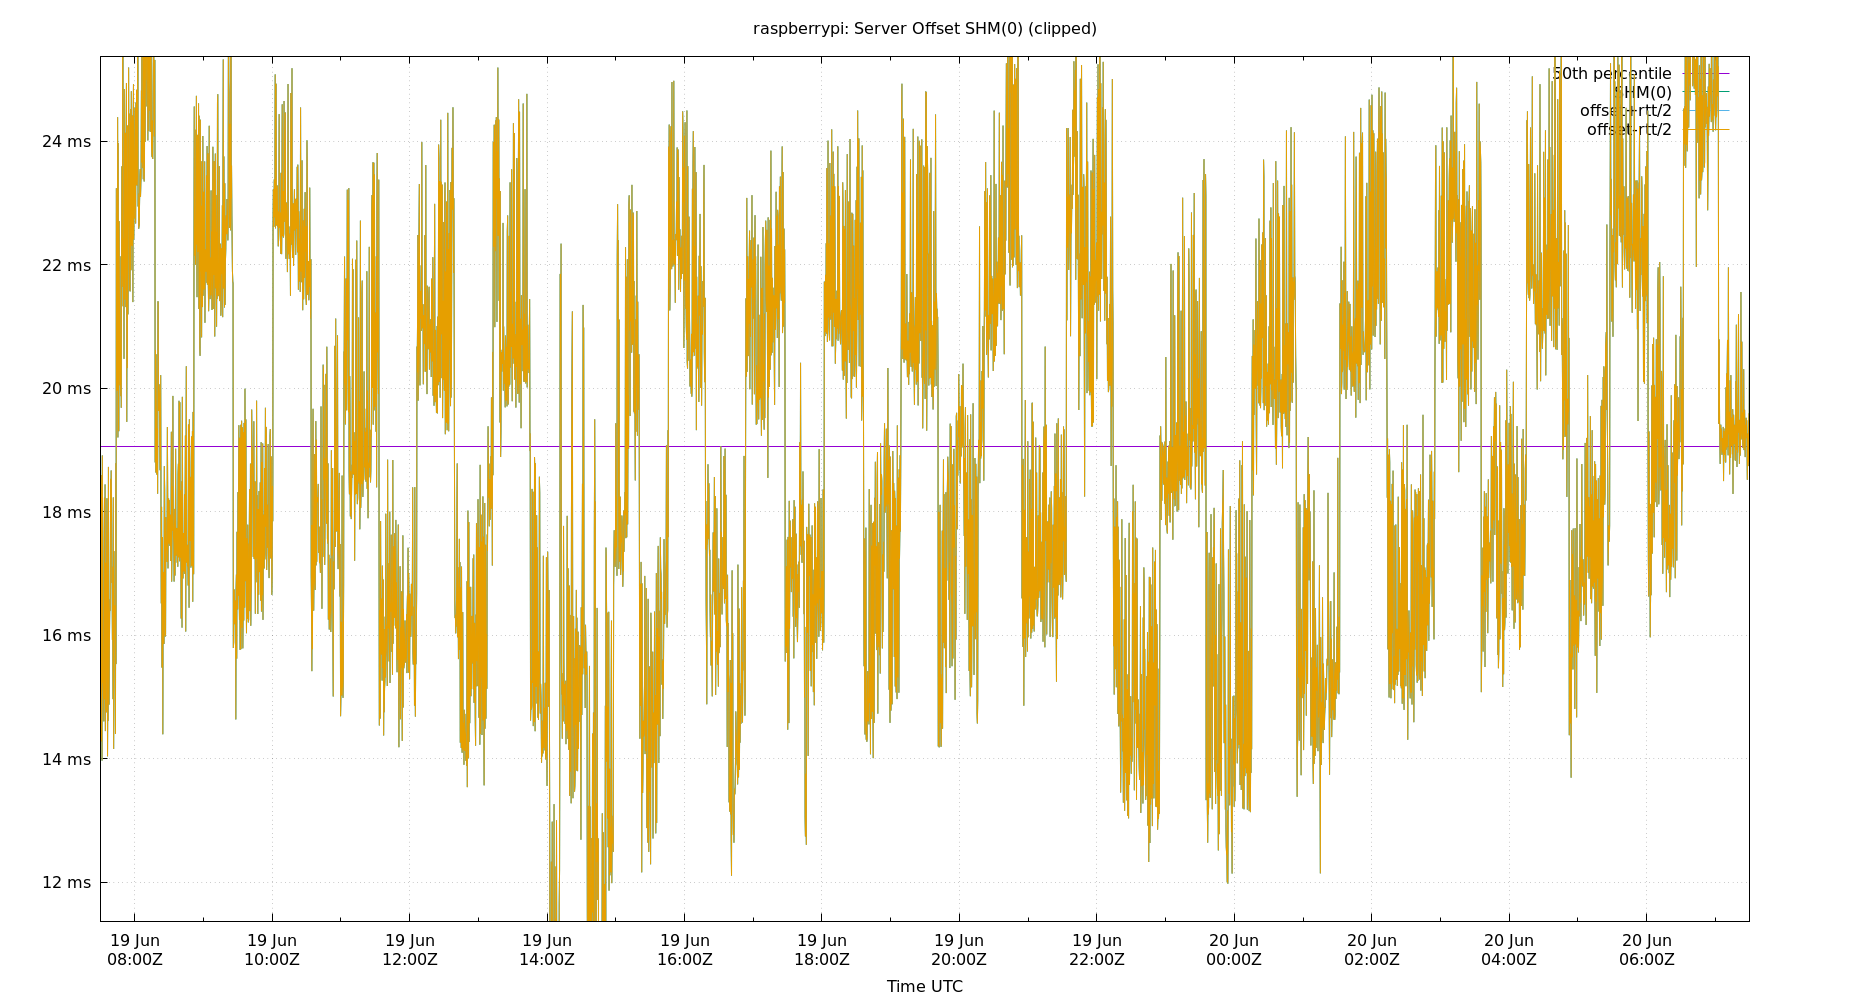 raspberrypi: Server Offset SHM(0) (clipped)
50th percentile
SHM(0)
offset+rtt/2
offset-rtt/2
24 ms
22 ms
20 ms
18 ms
16 ms
14 ms
12 ms
19 Jun 19 Jun 19 Jun 19 Jun 19 Jun 19 Jun 19 Jun 19 Jun 20 Jun 20 Jun 20 Jun 20 Jun
08:00Z 10:00Z 12:00Z 14:00Z 16:00Z 18:00Z 20:00Z 22:00Z 00:00Z 02:00Z 04:00Z 06:00Z
Time UTC